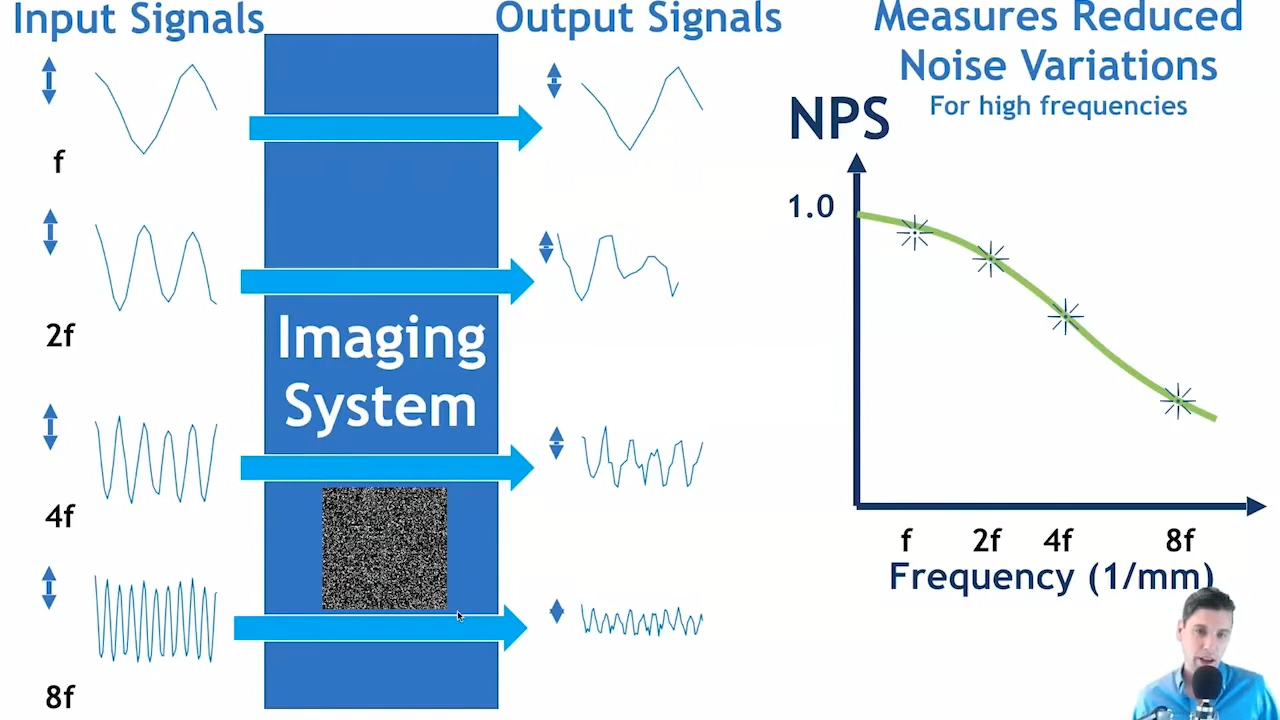 Input Signals
Output Signals
Measures Reduced
Noise Variations
For high frequencies
NPS
1.0
f
2f
Imaging
System
4f
8f
f 2f 4f 8f
Frequency (1/mm)